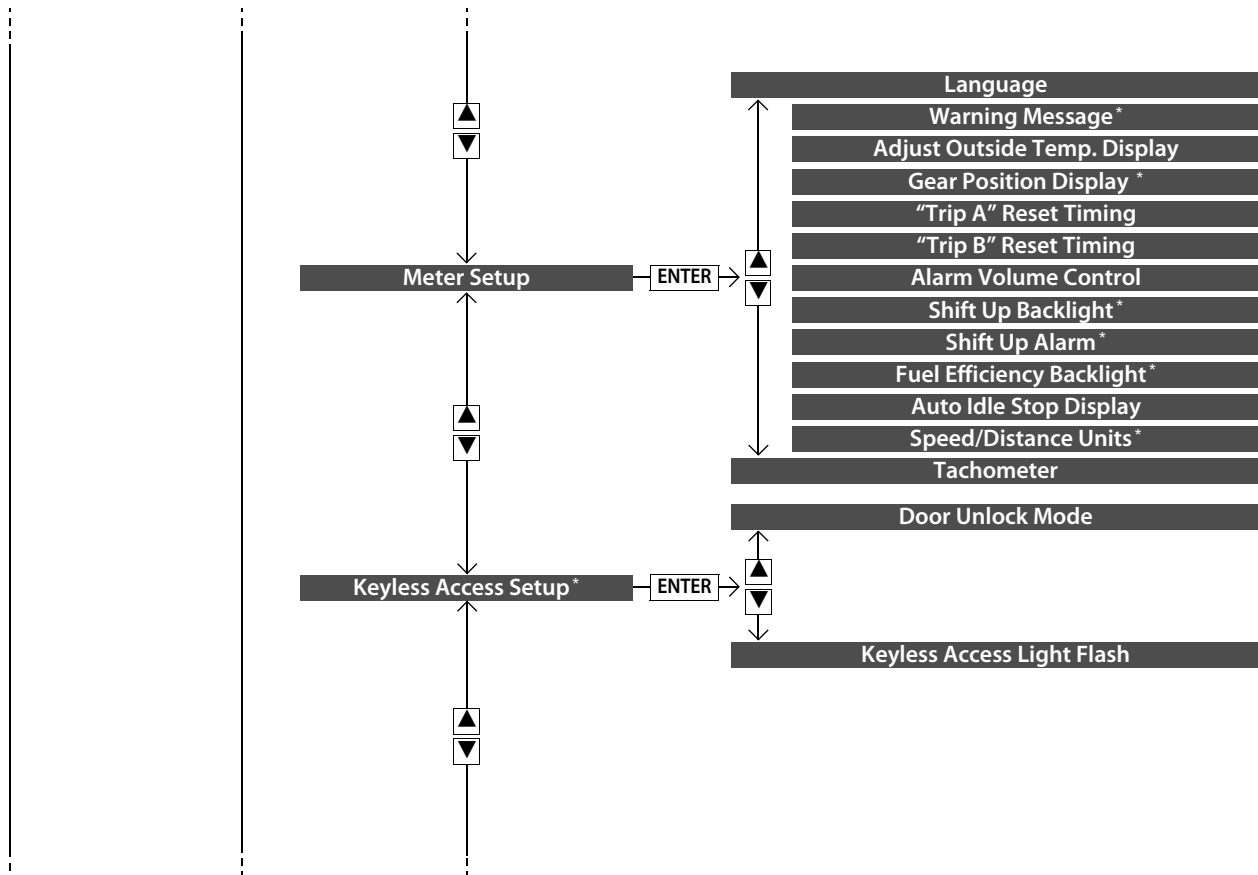 Language
Warning Message*
Adjust Outside Temp. Display
Gear Position Display *
“Trip A” Reset Timing
“Trip B” Reset Timing
Meter Setup
ENTER
Alarm Volume Control
Shift Up Backlight*
Shift Up Alarm*
Fuel Efficiency Backlight*
Auto Idle Stop Display
Speed/Distance Units*
Tachometer
Door Unlock Mode
Keyless Access Setup*
ENTER
Keyless Access Light Flash